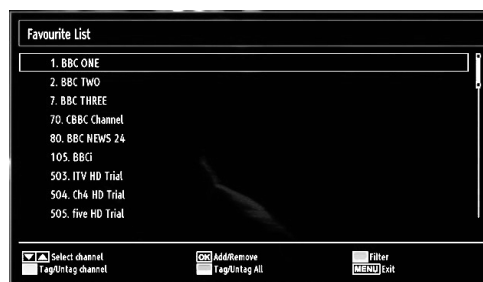 Favourite List
1. BBC ONE
2. BBC TWO
7. BBC THREE
70. CBBC Channel
80. BBC NEWS 24
105. BBCi
503. ITV HD Trial
504. Ch4 HD Trial
505. five HD Trial
Select channel OK Add/Remove Filter
Tag/Untag channel Tag/Untag All MENU Exit